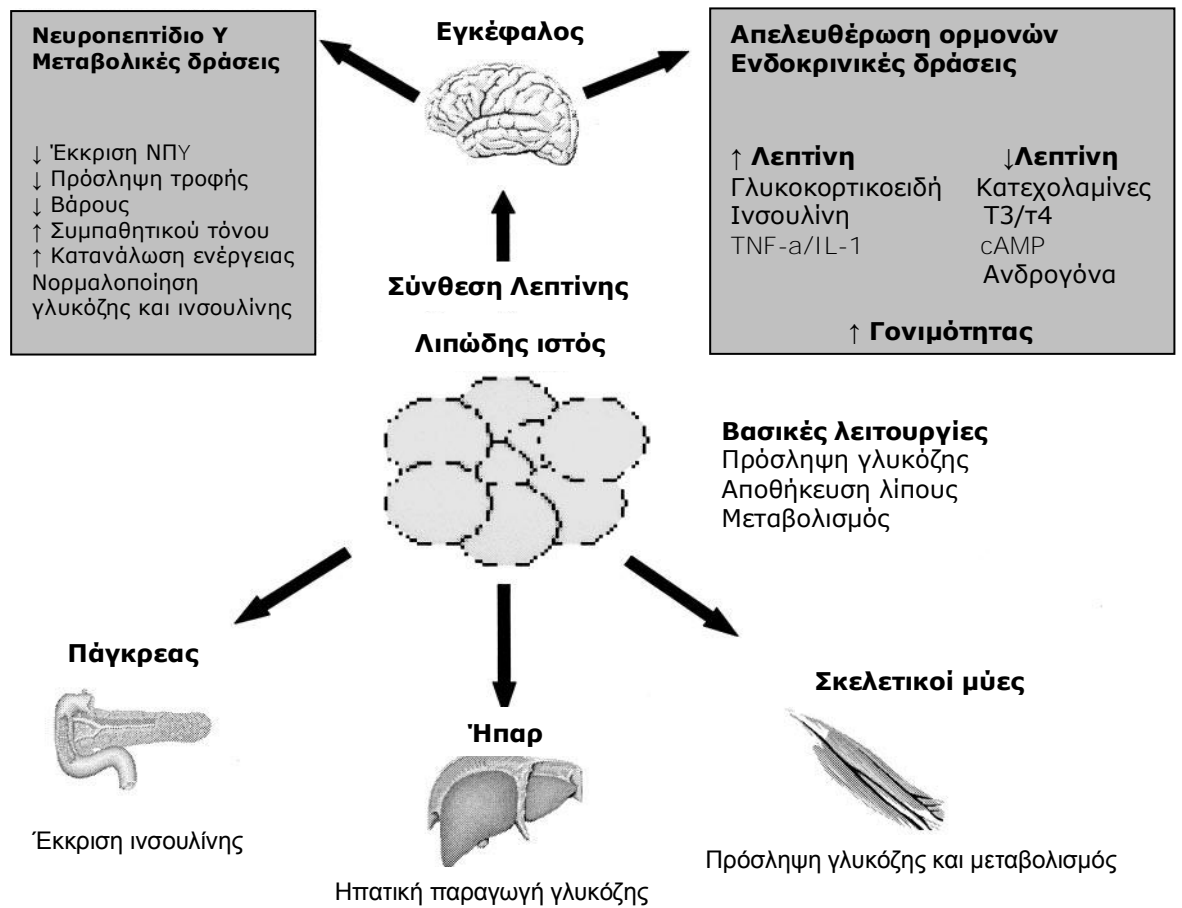 Νευροπεπτίδιο Υ
Μεταβολικές δράσεις
↓ Έκκριση ΝΠΥ
↓ Πρόσληψη τροφής
↓ Βάρους
↑ Συμπαθητικού τόνου
↑ Κατανάλωση ενέργειας
Νορμαλοποίηση
γλυκόζης και ινσουλίνης
Εγκέφαλος
Απελευθέρωση ορμονών
Ενδοκρινικές δράσεις
↑ Λεπτίνη ↓Λεπτίνη
Γλυκοκορτικοειδή Κατεχολαμίνες
Ινσουλίνη Τ3/τ4
TNF-a/IL-1 cAMP
Ανδρογόνα
↑ Γονιμότητας
Σύνθεση Λεπτίνης
Λιπώδης ιστός
Βασικές λειτουργίες
Πρόσληψη γλυκόζης
Αποθήκευση λίπους
Μεταβολισμός
Πάγκρεας
Έκκριση ινσουλίνης
Ήπαρ
Ηπατική παραγωγή γλυκόζης
Σκελετικοί μύες
Πρόσληψη γλυκόζης και μεταβολισμός